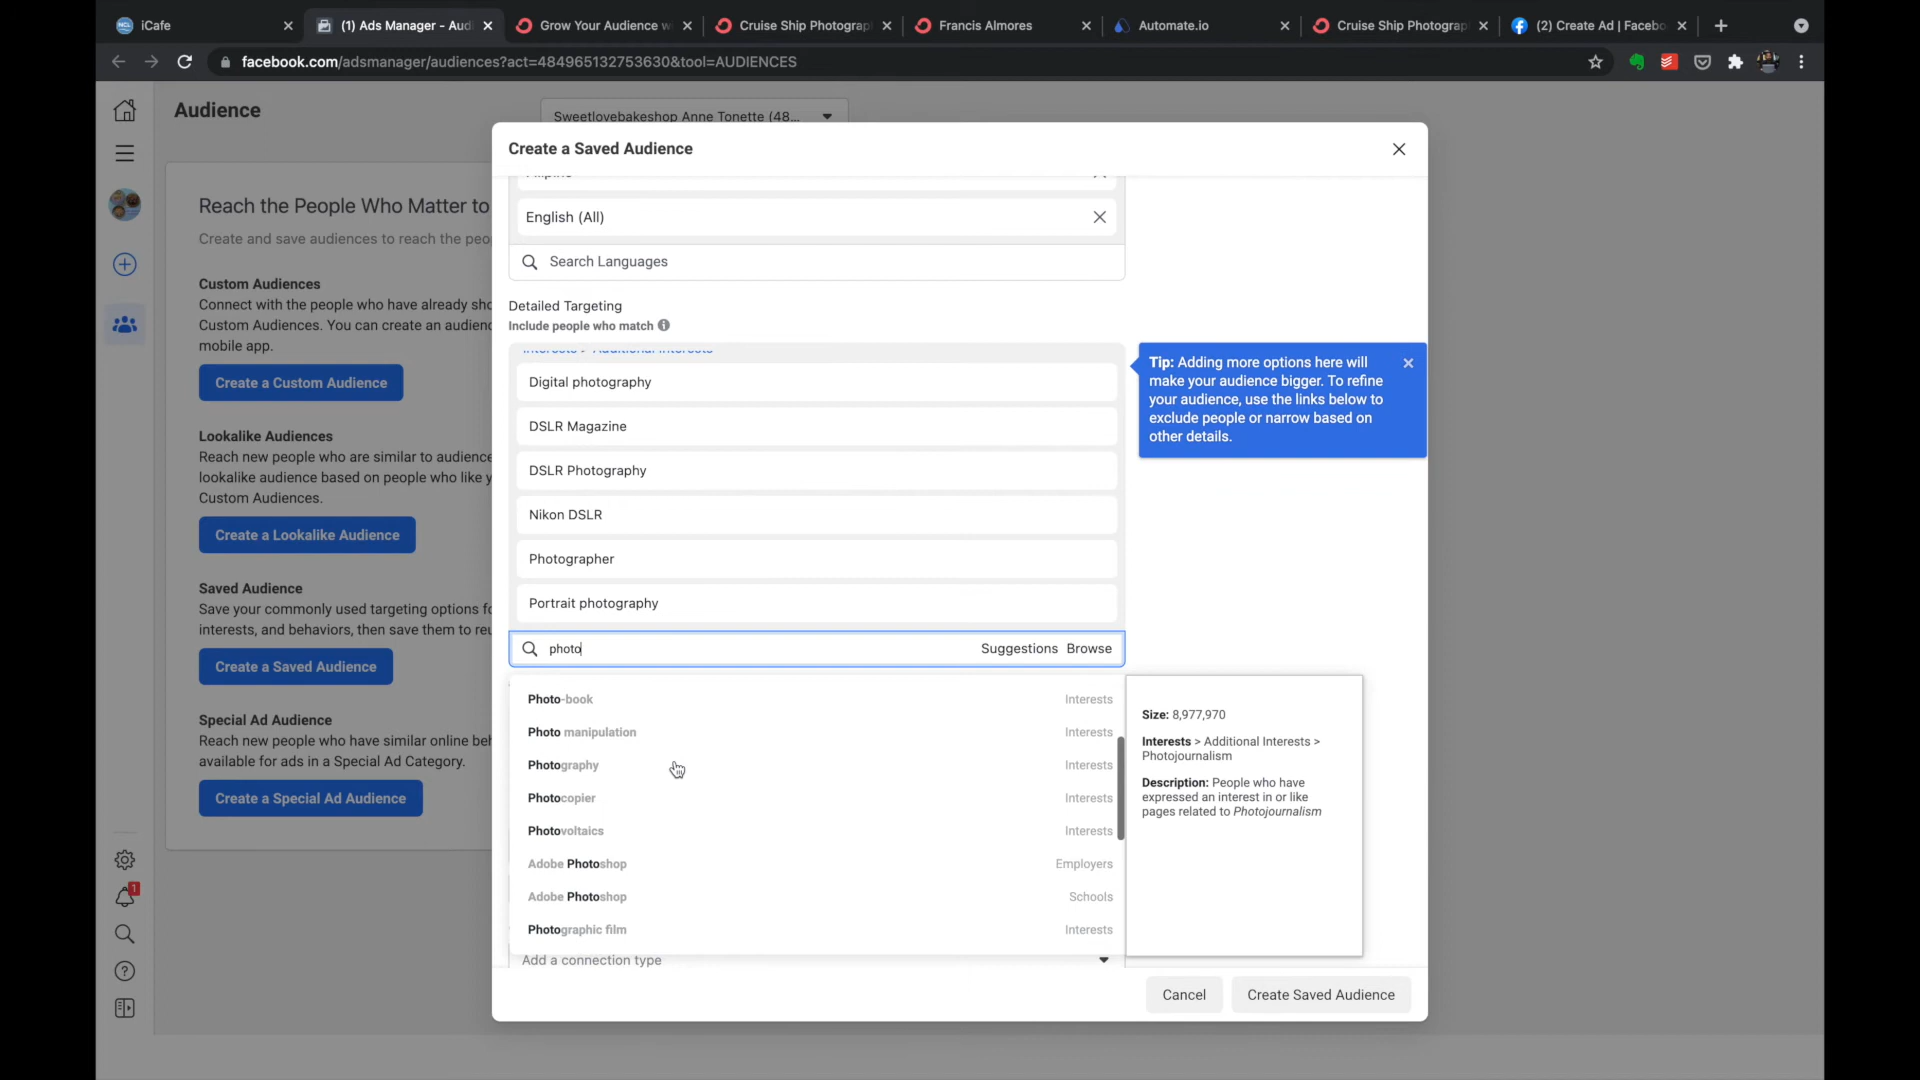 iCafe
(1) Ads Manager - Audi
Grow Your Audience w
Cruise Ship Photograp
Francis Almores
Automate.io
Cruise Ship Photograp
(2) Create Ad | Facebo
facebook.com/adsmanager/audiences?act=484965132753630&tool=AUDIENCES
Audience
Sweetlovebakeshop Anne Tonette (48...
Create a Saved Audience
Reach the People Who Matter to
Create and save audiences to reach the peop
Custom Audiences
Connect with the people who have already sho
Custom Audiences. You can create an audienc
mobile app.
Create a Custom Audience
Lookalike Audiences
Reach new people who are similar to audience
lookalike audience based on people who like y
Custom Audiences.
Create a Lookalike Audience
Saved Audience
Save your commonly used targeting options fo
interests, and behaviors, then save them to reu
Create a Saved Audience
Special Ad Audience
Reach new people who have similar online beh
available for ads in a Special Ad Category.
Create a Special Ad Audience
1
Filipino
English (All)
Search Languages
Detailed Targeting
Include people who match
Interests > Additional Interests
Digital photography
DSLR Magazine
DSLR Photography
Nikon DSLR
Photographer
Portrait photography
photo
Suggestions Browse
Tip: Adding more options here will
make your audience bigger. To refine
your audience, use the links below to
exclude people or narrow based on
other details.
Photo-book Interests
Photo manipulation Interests
Photography Interests
Photocopier Interests
Photovoltaics Interests
Adobe Photoshop Employers
Adobe Photoshop Schools
Photographic film Interests
Size: 8,977,970
Interests > Additional Interests >
Photojournalism
Description: People who have
expressed an interest in or like
pages related to Photojournalism
Add a connection type
Cancel
Create Saved Audience